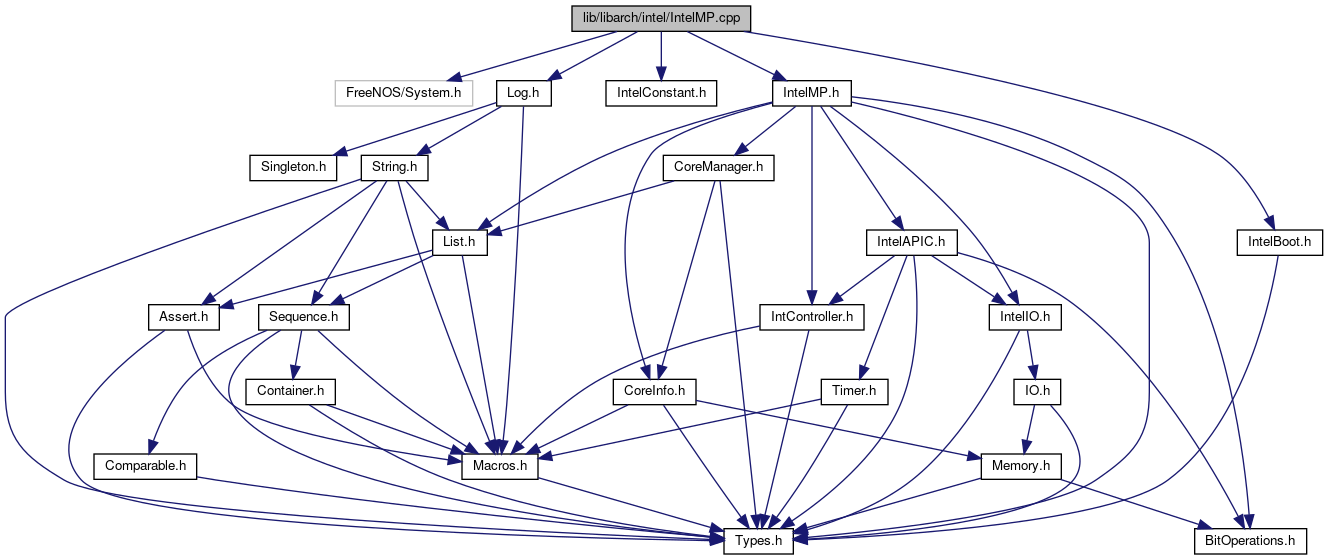 lib/libarch/intel/IntelMP.cpp
FreeNOS/System.h
Log.h
IntelConstant.h
IntelMP.h
Singleton.h
String.h
CoreManager.h
List.h
IntelAPIC.h
IntelBoot.h
Assert.h
Sequence.h
IntController.h
IntelIO.h
Container.h
CoreInfo.h
Timer.h
IO.h
Comparable.h
Macros.h
Memory.h
Types.h
BitOperations.h